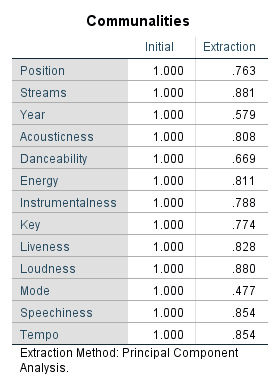 Communalities
Initial Extraction
Position 1.000 .763
Streams 1.000 .881
Year 1.000 .579
Acousticness 1.000 .808
Danceability 1.000 .669
Energy 1.000 .811
Instrumentalness 1.000 .788
Key 1.000 .774
Liveness 1.000 .828
Loudness 1.000 .880
Mode 1.000 .477
Speechiness 1.000 .854
Tempo 1.000 .854
Extraction Method: Principal Component
Analysis.